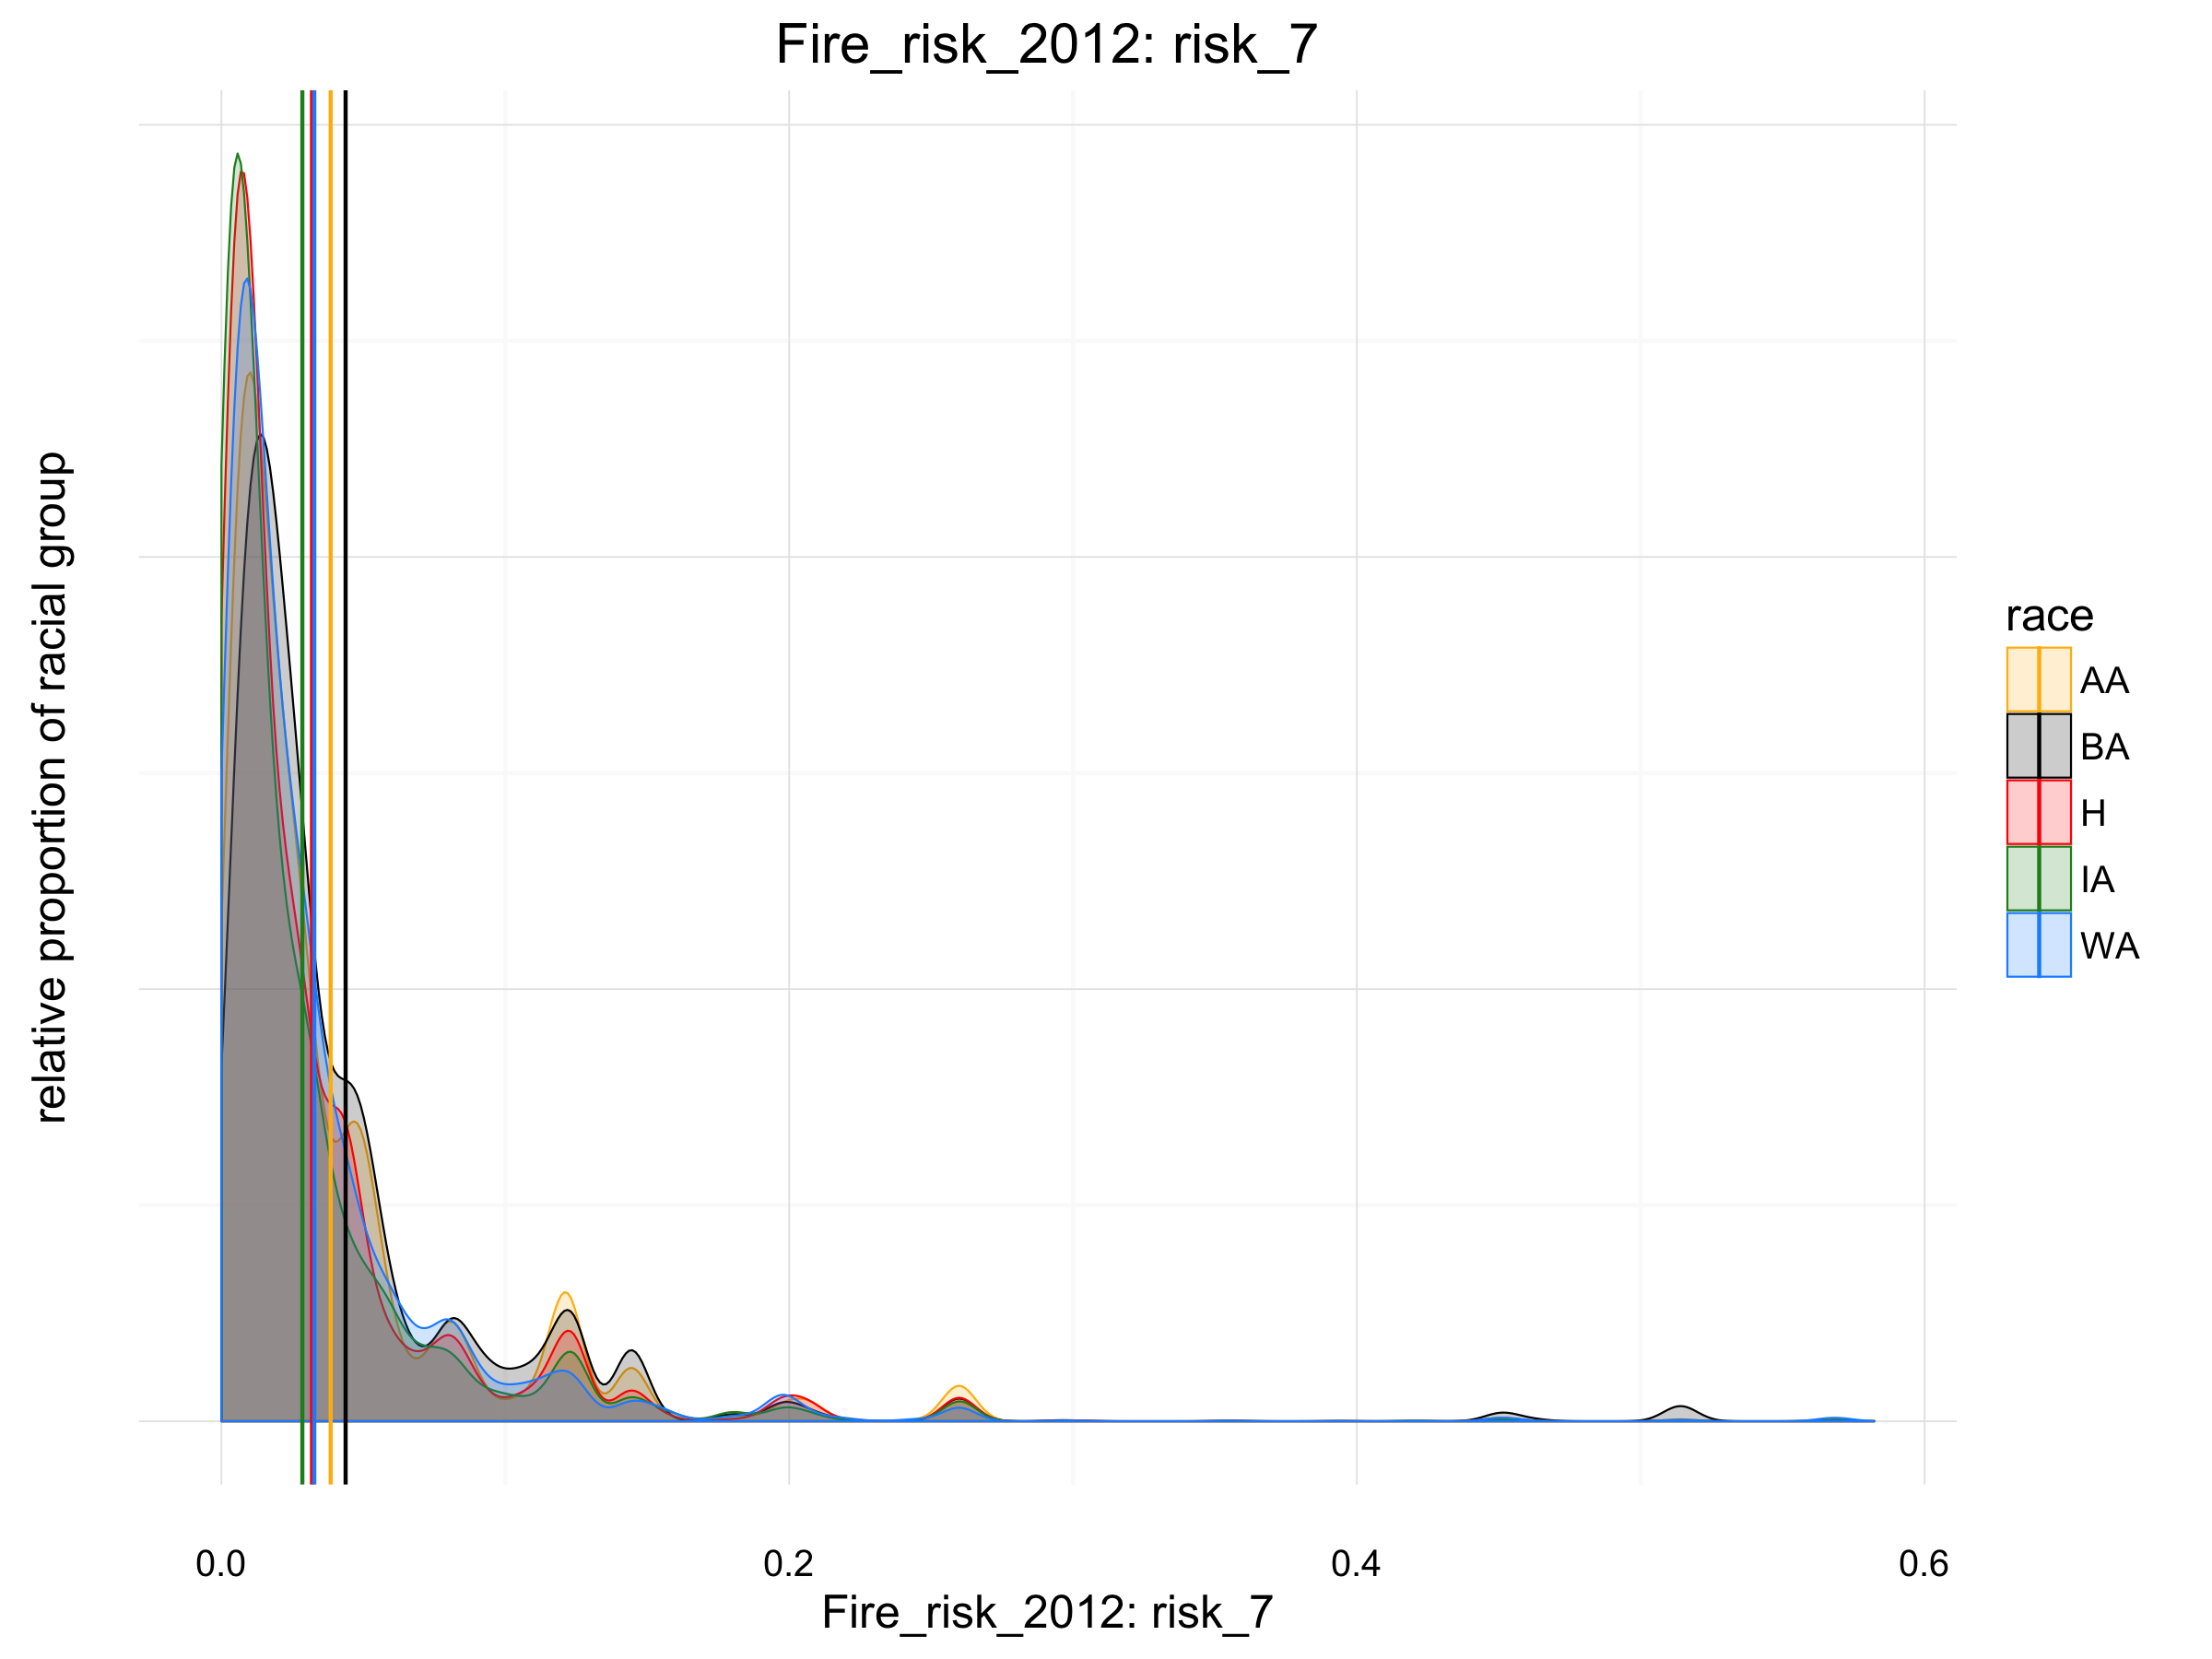 Fire_risk_2012: risk_7
relative proportion of racial group
race
AA
BA
H
IA
WA
0.0 0.2 0.4 0.6
Fire_risk_2012: risk_7